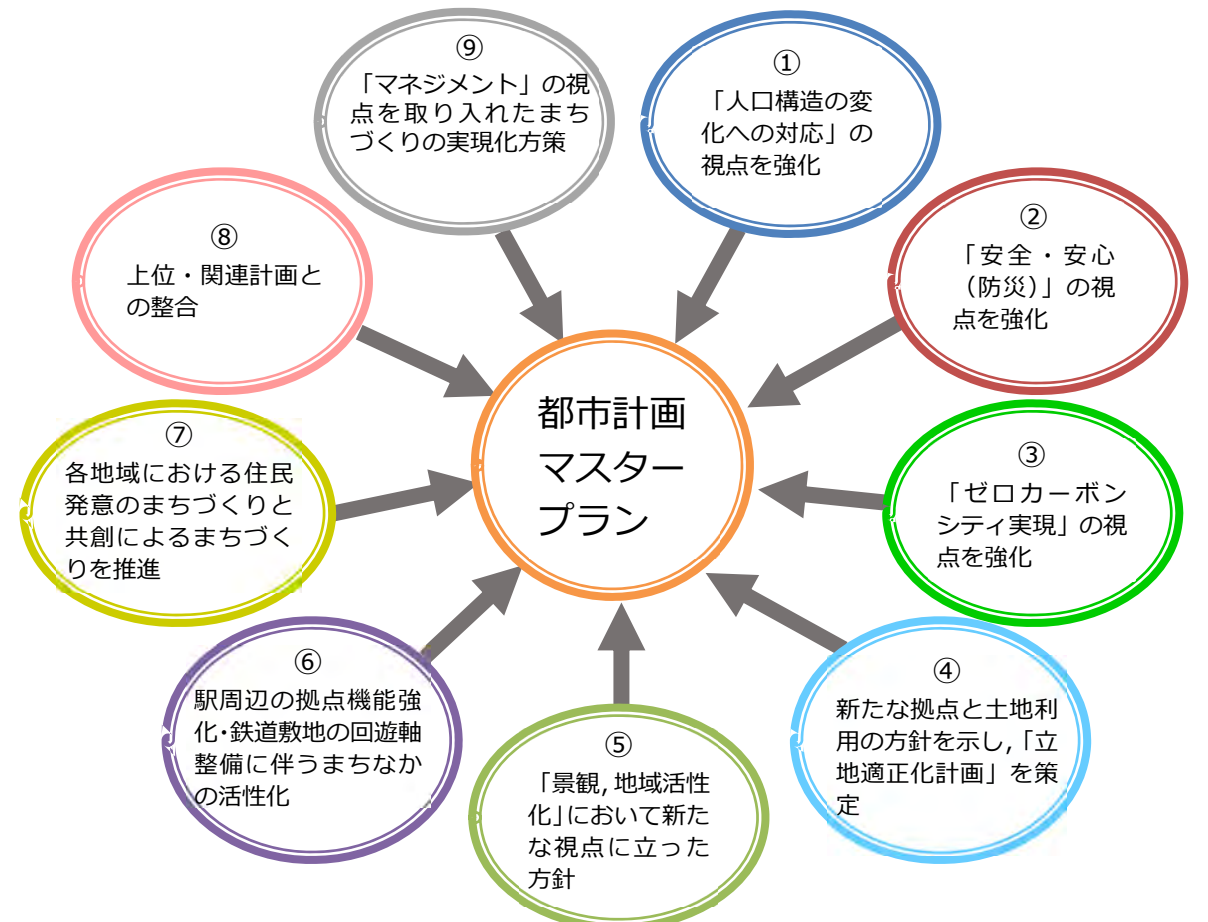 都市計画
マスター
プラン
①
「人口構造の変
化への対応」の
視点を強化
②
「安全・安心
（防災）」の視
点を強化
③
「ゼロカーボン
シティ実現」の視
点を強化
④
新たな拠点と土地利
用の方針を示し,「立
地適正化計画」を策
定
⑤
「景観,地域活性
化」において新た
な視点に立った
方針
⑥
駅周辺の拠点機能強
化・鉄道敷地の回遊軸
整備に伴うまちなか
の活性化
⑦
各地域における住民
発意のまちづくりと
共創によるまちづく
りを推進
⑧
上位・関連計画と
の整合
⑨
「マネジメント」の視
点を取り入れたまち
づくりの実現化方策